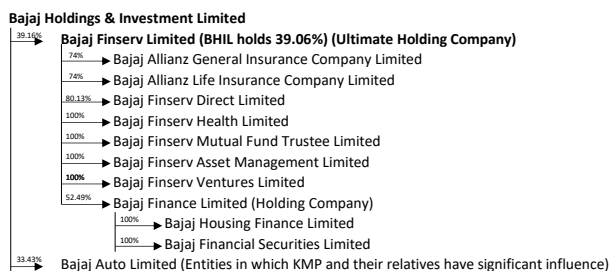 Bajaj Holdings & Investment Limited
39.16% Bajaj Finserv Limited (BHIL holds 39.06%) (Ultimate Holding Company)
74% Bajaj Allianz General Insurance Company Limited
74% Bajaj Allianz Life Insurance Company Limited
80.13% Bajaj Finserv Direct Limited
100% Bajaj Finserv Health Limited
100% Bajaj Finserv Mutual Fund Trustee Limited
100% Bajaj Finserv Asset Management Limited
100% Bajaj Finserv Ventures Limited
52.49% Bajaj Finance Limited (Holding Company)
100% Bajaj Housing Finance Limited
100% Bajaj Financial Securities Limited
33.43% Bajaj Auto Limited (Entities in which KMP and their relatives have significant influence)